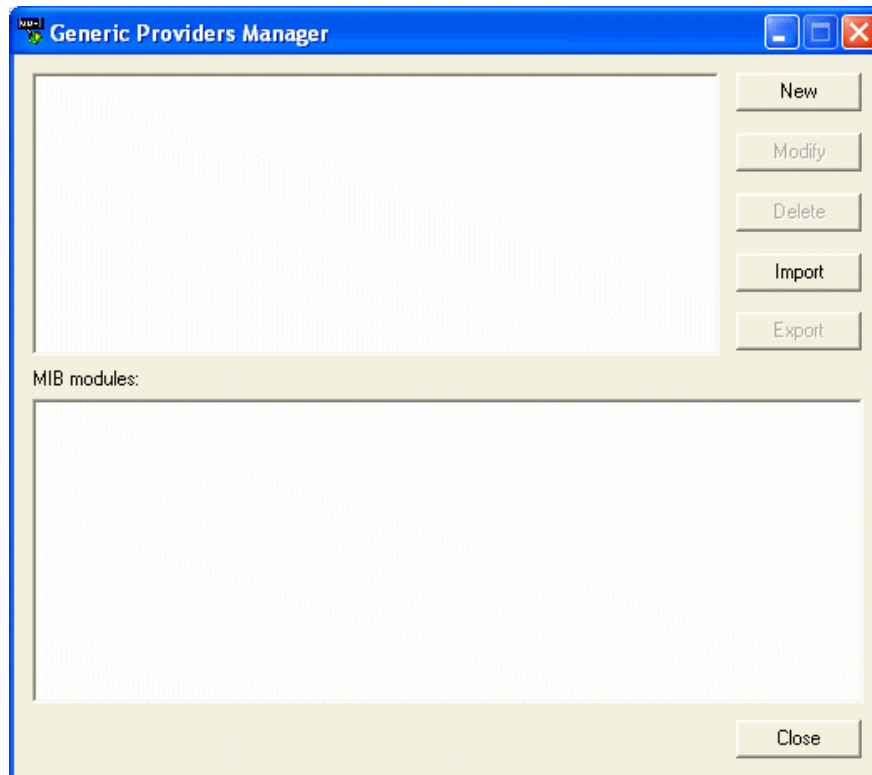 Generic Providers Manager
New
Modify
Delete
Import
Export
MIB modules:
Close